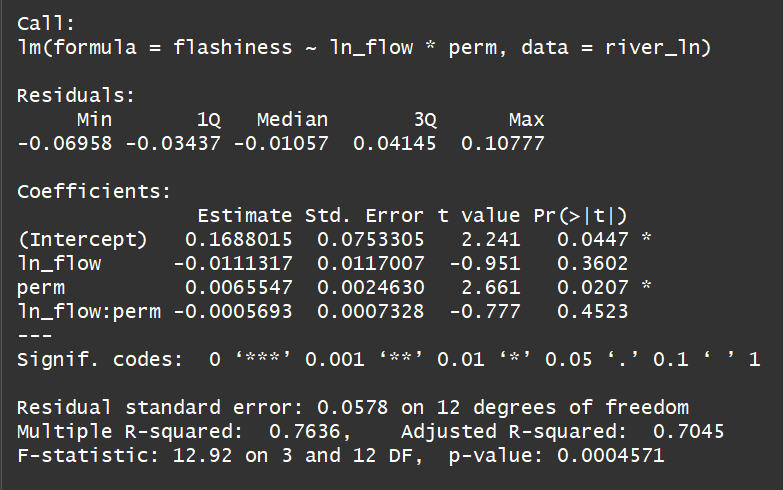 Call:
lm(formula = flashiness ~ ln_flow * perm, data = river_ln)
Residuals:
Min 1Q Median 3Q Max
-0.06958 -0.03437 -0.01057 0.04145 0.10777
Coefficients:
Estimate Std. Error t value Pr(>|t|)
(Intercept) 0.1688015 0.0753305 2.241 0.0447 *
ln_flow -0.0111317 0.0117007 -0.951 0.3602
perm 0.0065547 0.0024630 2.661 0.0207 *
ln_flow:perm -0.0005693 0.0007328 -0.777 0.4523
---
Signif. codes: 0 ‘***’ 0.001 ‘**’ 0.01 ‘*’ 0.05 ‘.’ 0.1 ‘ ’ 1
Residual standard error: 0.0578 on 12 degrees of freedom
Multiple R-squared: 0.7636, Adjusted R-squared: 0.7045
F-statistic: 12.92 on 3 and 12 DF, p-value: 0.0004571